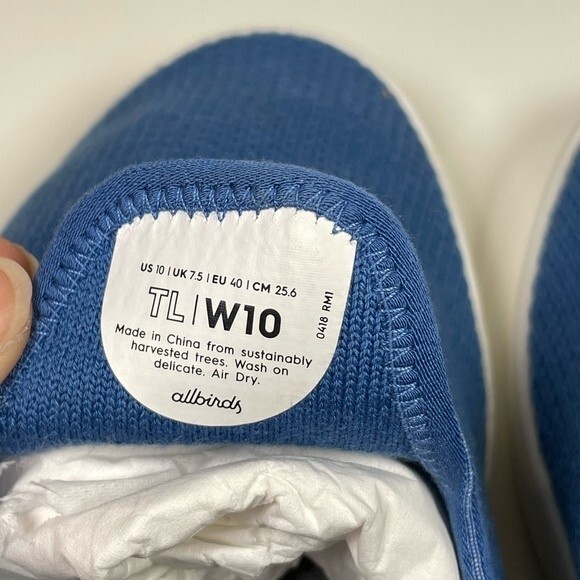 US 10 | UK 7.5 | EU 40 | CM 25.6
TL | W10
Made in China from sustainably
harvested trees. Wash on
delicate. Air Dry.
allbirds
0418 RM1